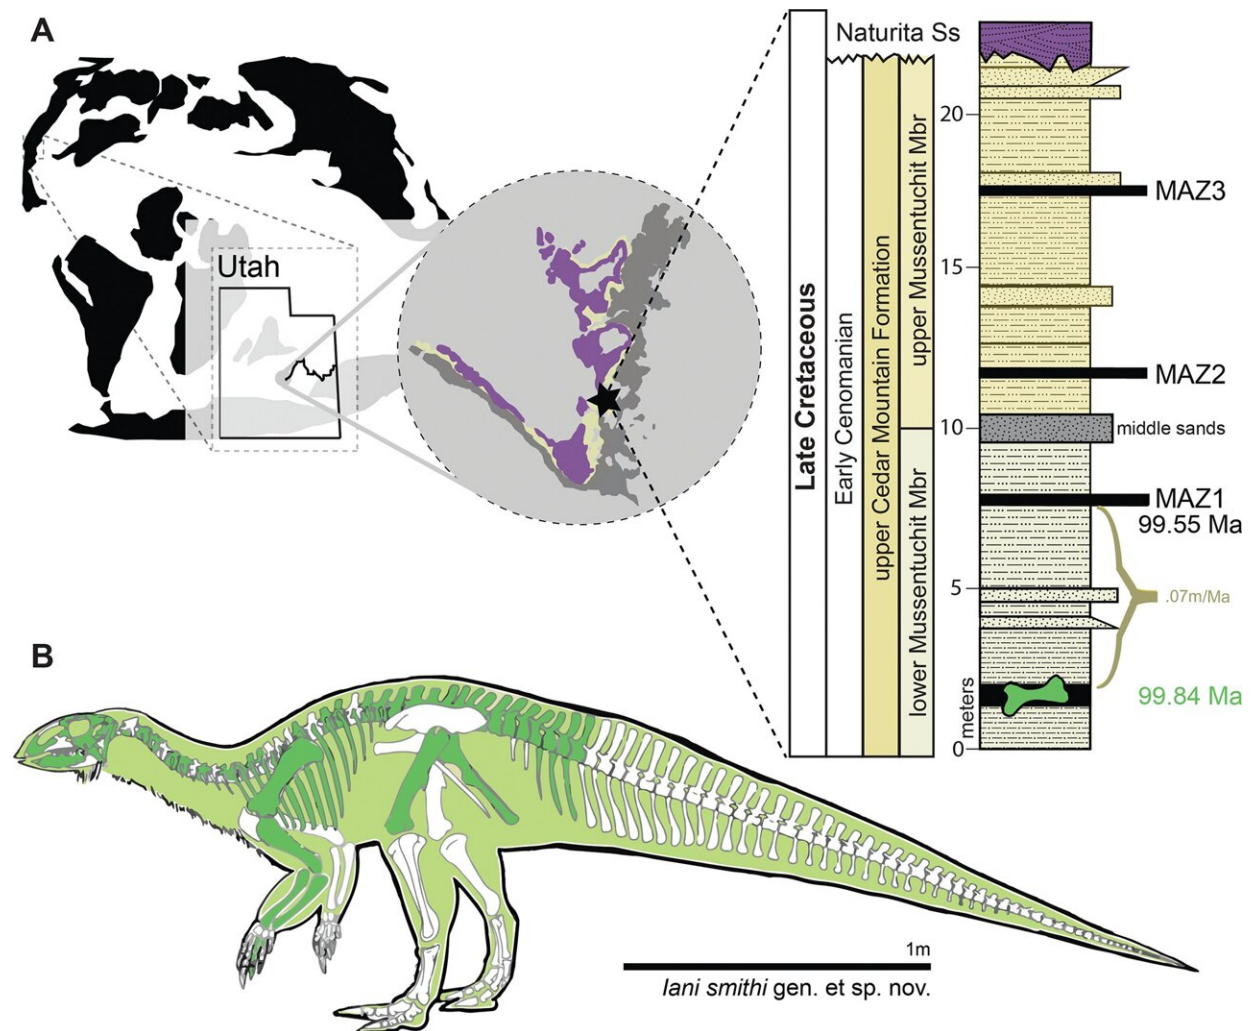 A
Utah
Naturita Ss
Late Cretaceous
Early Cenomanian
upper Cedar Mountain Formation
upper Mussentuchit Mbr
lower Mussentuchit Mbr
20
15
10
5
0
meters
MAZ3
MAZ2
middle sands
MAZ1
99.55 Ma
.07m/Ma
99.84 Ma
B
1m
Iani smithi gen. et sp. nov.